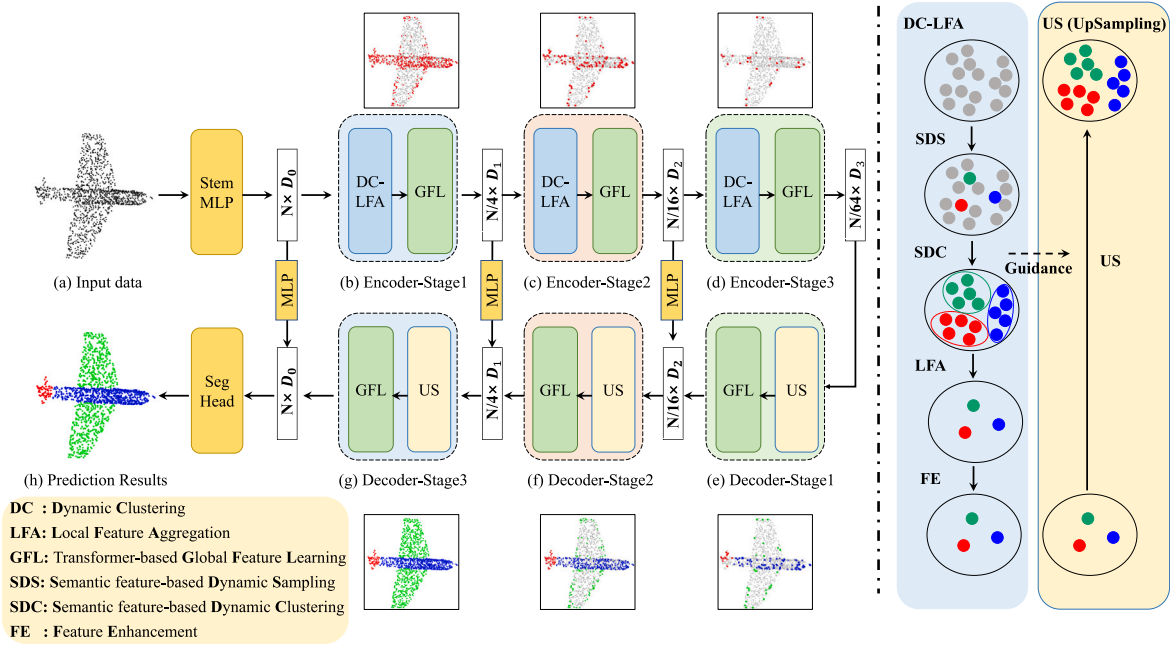 DC-LFA
US (UpSampling)
Stem
MLP
N × D0
DC-
LFA
GFL
N/4 × D1
DC-
LFA
GFL
N/16 × D2
DC-
LFA
GFL
N/64 × D3
SDS
(a) Input data
MLP
(b) Encoder-Stage1
MLP
(c) Encoder-Stage2
MLP
(d) Encoder-Stage3
SDC
Guidance
US
Seg
Head
N × D0
GFL
US
N/4 × D1
GFL
US
N/16 × D2
GFL
US
LFA
(h) Prediction Results
(g) Decoder-Stage3
(f) Decoder-Stage2
(e) Decoder-Stage1
FE
DC : Dynamic Clustering
LFA: Local Feature Aggregation
GFL: Transformer-based Global Feature Learning
SDS: Semantic feature-based Dynamic Sampling
SDC: Semantic feature-based Dynamic Clustering
FE : Feature Enhancement